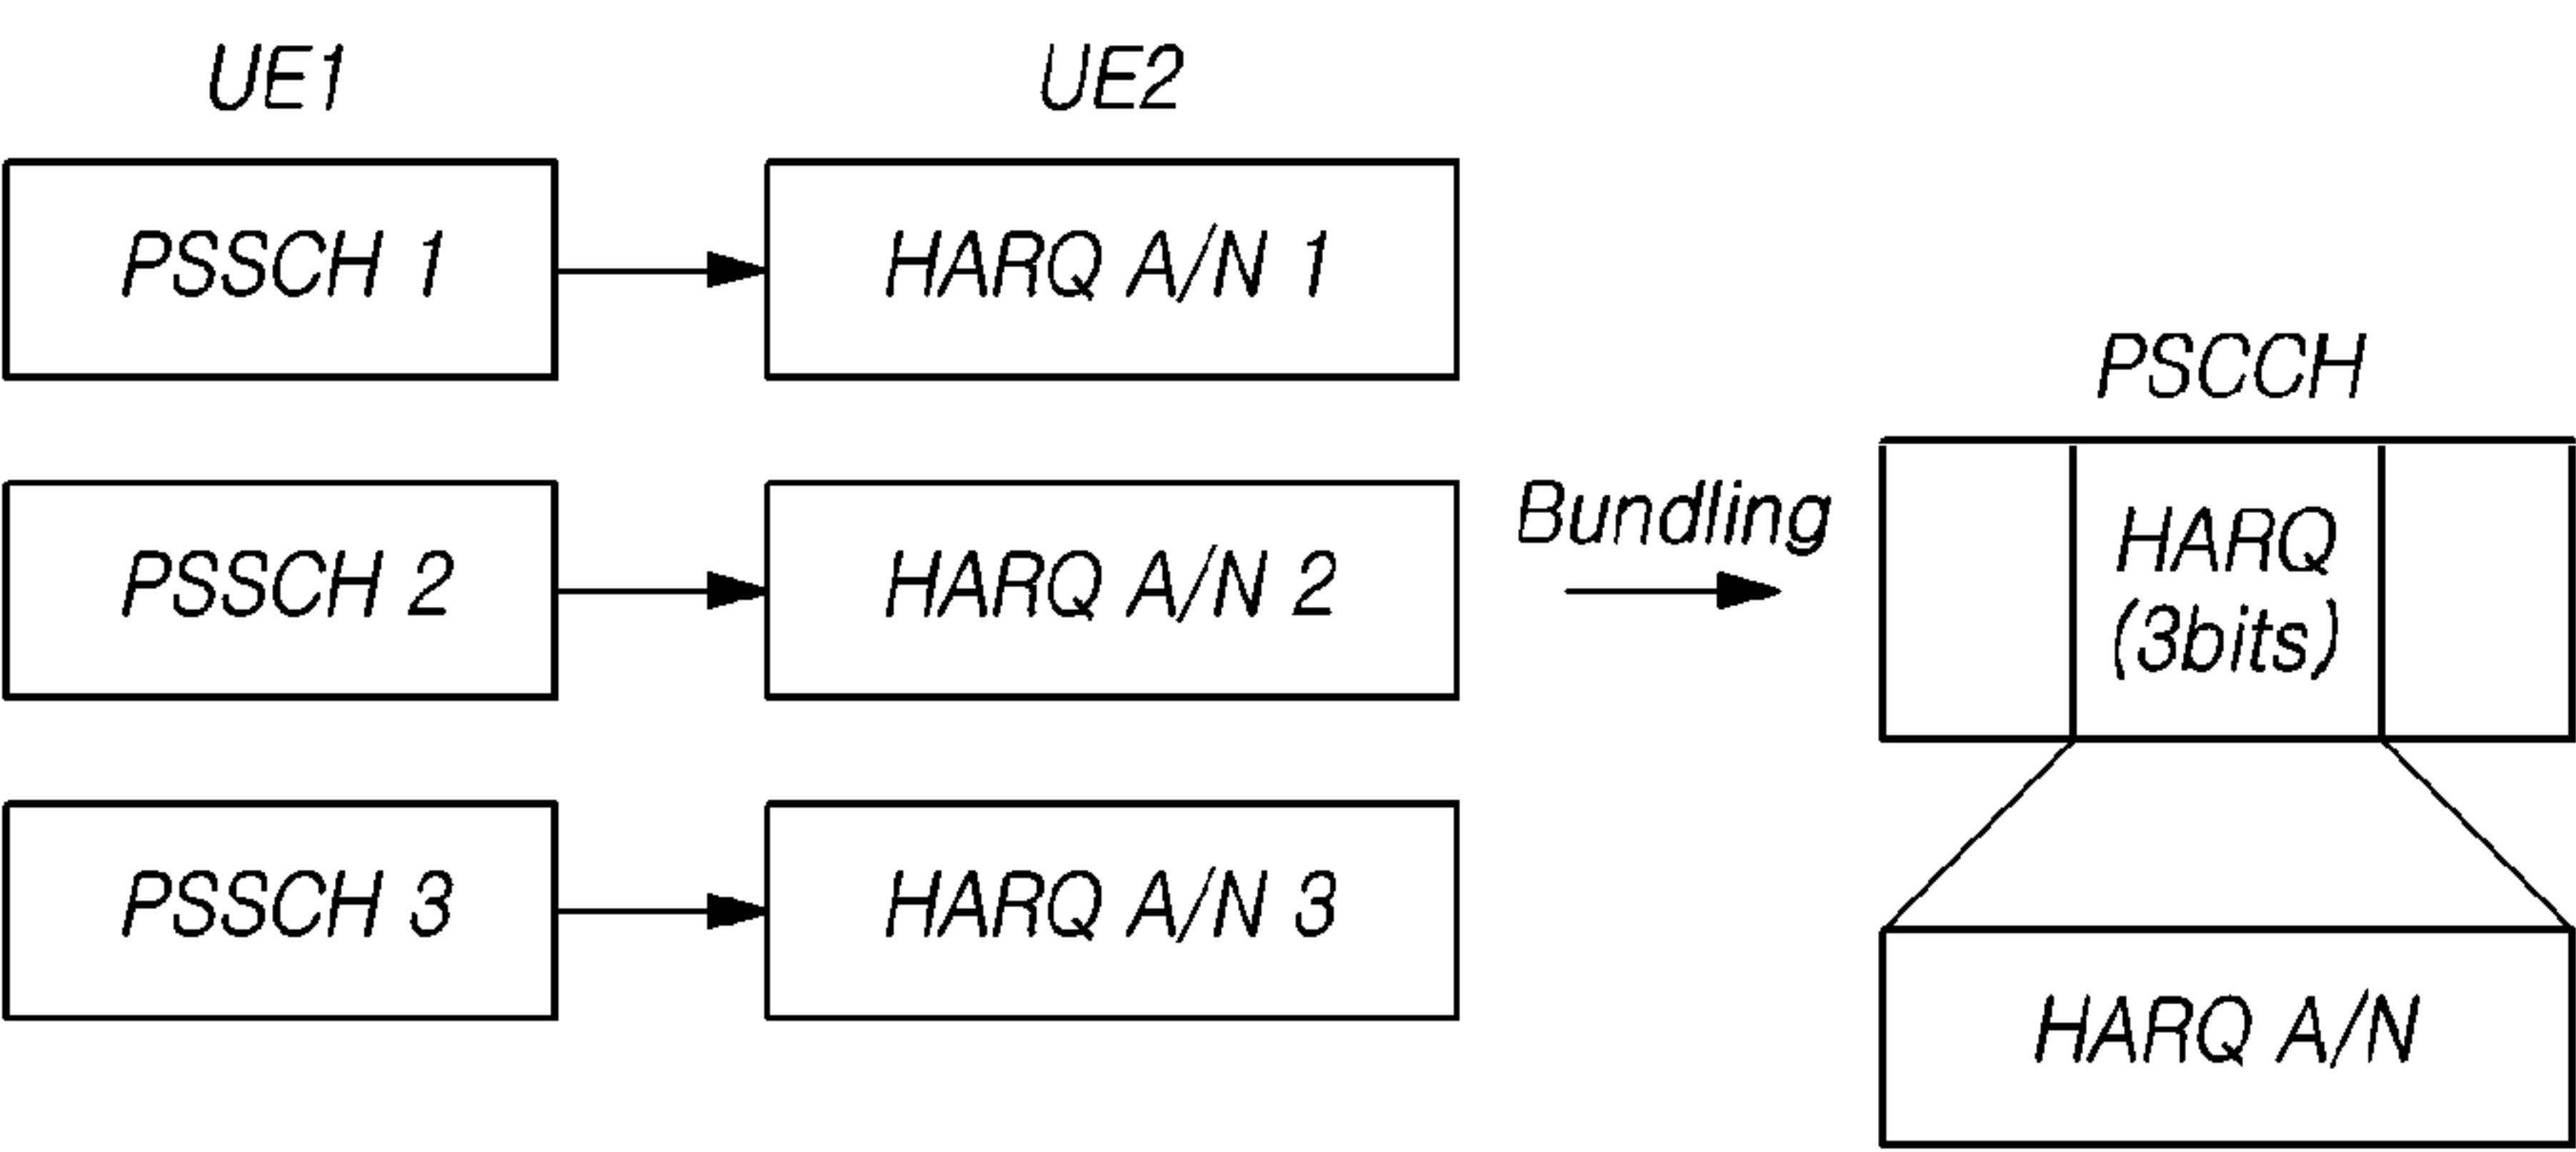 UE1
UE2
PSSCH 1
HARQ A/N 1
PSCCH
PSSCH 2
HARQ A/N 2
Bundling
HARQ
(3bits)
PSSCH 3
HARQ A/N 3
HARQ A/N